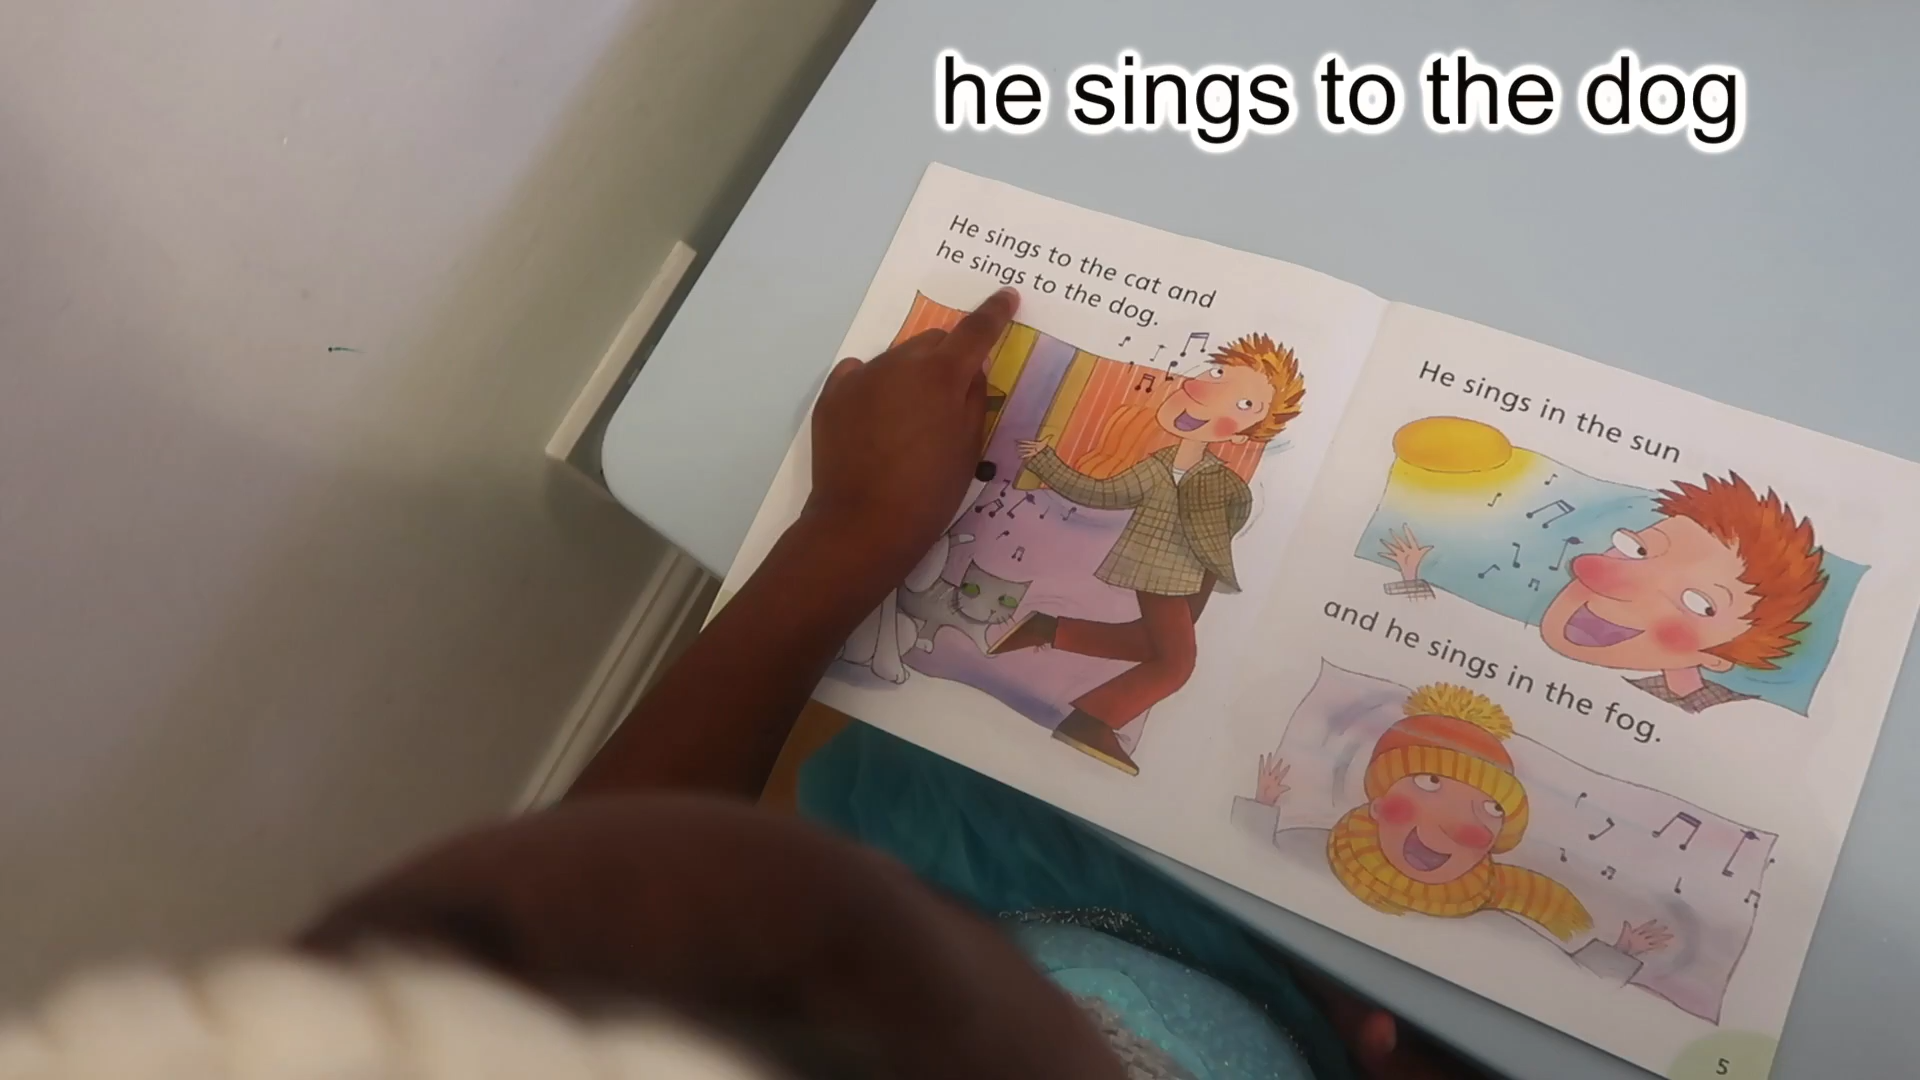 he sings to the dog
He sings to the cat and
he sings to the dog.
He sings in the sun
and he sings in the fog.
5